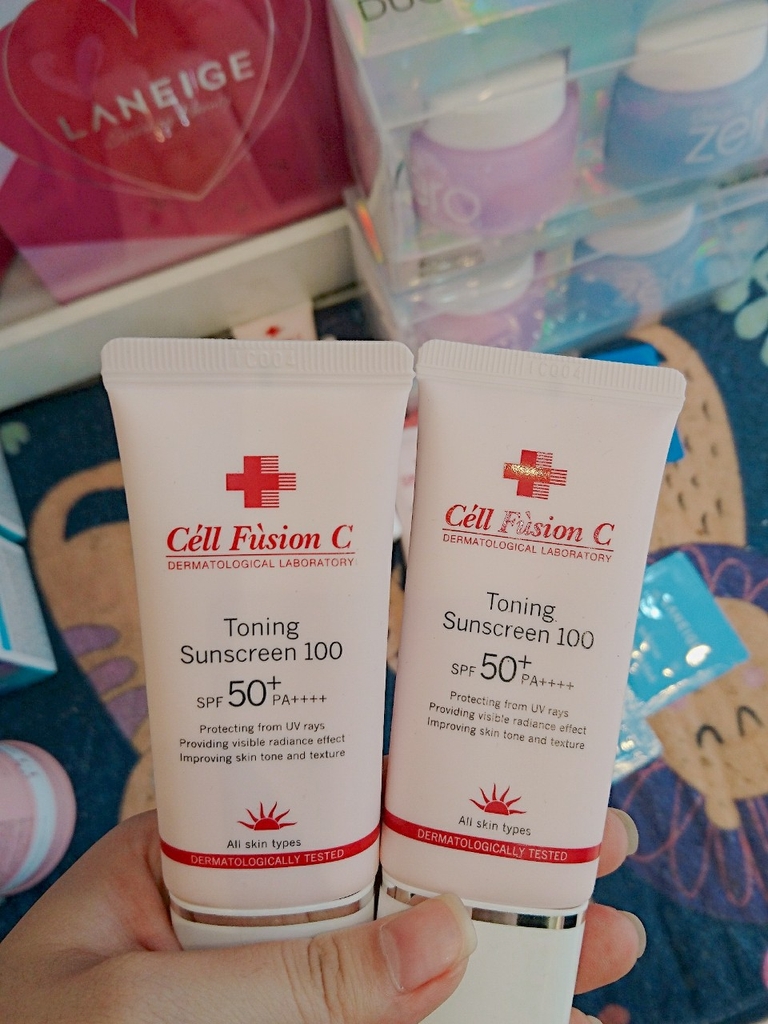 LANEIGE
DUO
ero
zero
Céll Fùsion C
DERMATOLOGICAL LABORATORY
Toning
Sunscreen 100
SPF 50+ PA++++
Protecting from UV rays
Providing visible radiance effect
Improving skin tone and texture
All skin types
DERMATOLOGICALLY TESTED
Céll Fùsion C
DERMATOLOGICAL LABORATORY
Toning
Sunscreen 100
SPF 50+ PA++++
Protecting from UV rays
Providing visible radiance effect
Improving skin tone and texture
All skin types
DERMATOLOGICALLY TESTED